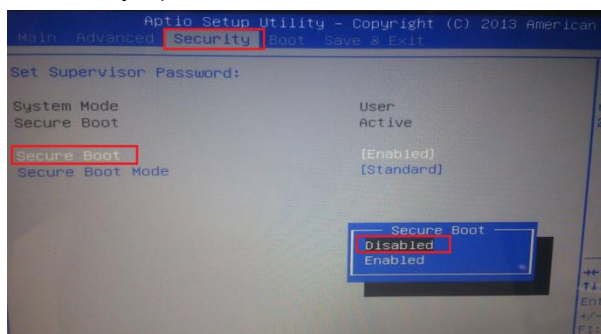 Aptio Setup Utility – Copyright (C) 2013 American
Main Advanced Security Boot Save & Exit
Set Supervisor Password:
System Mode User
Secure Boot Active
Secure Boot [Enabled]
Secure Boot Mode [Standard]
Secure Boot
Disabled
Enabled